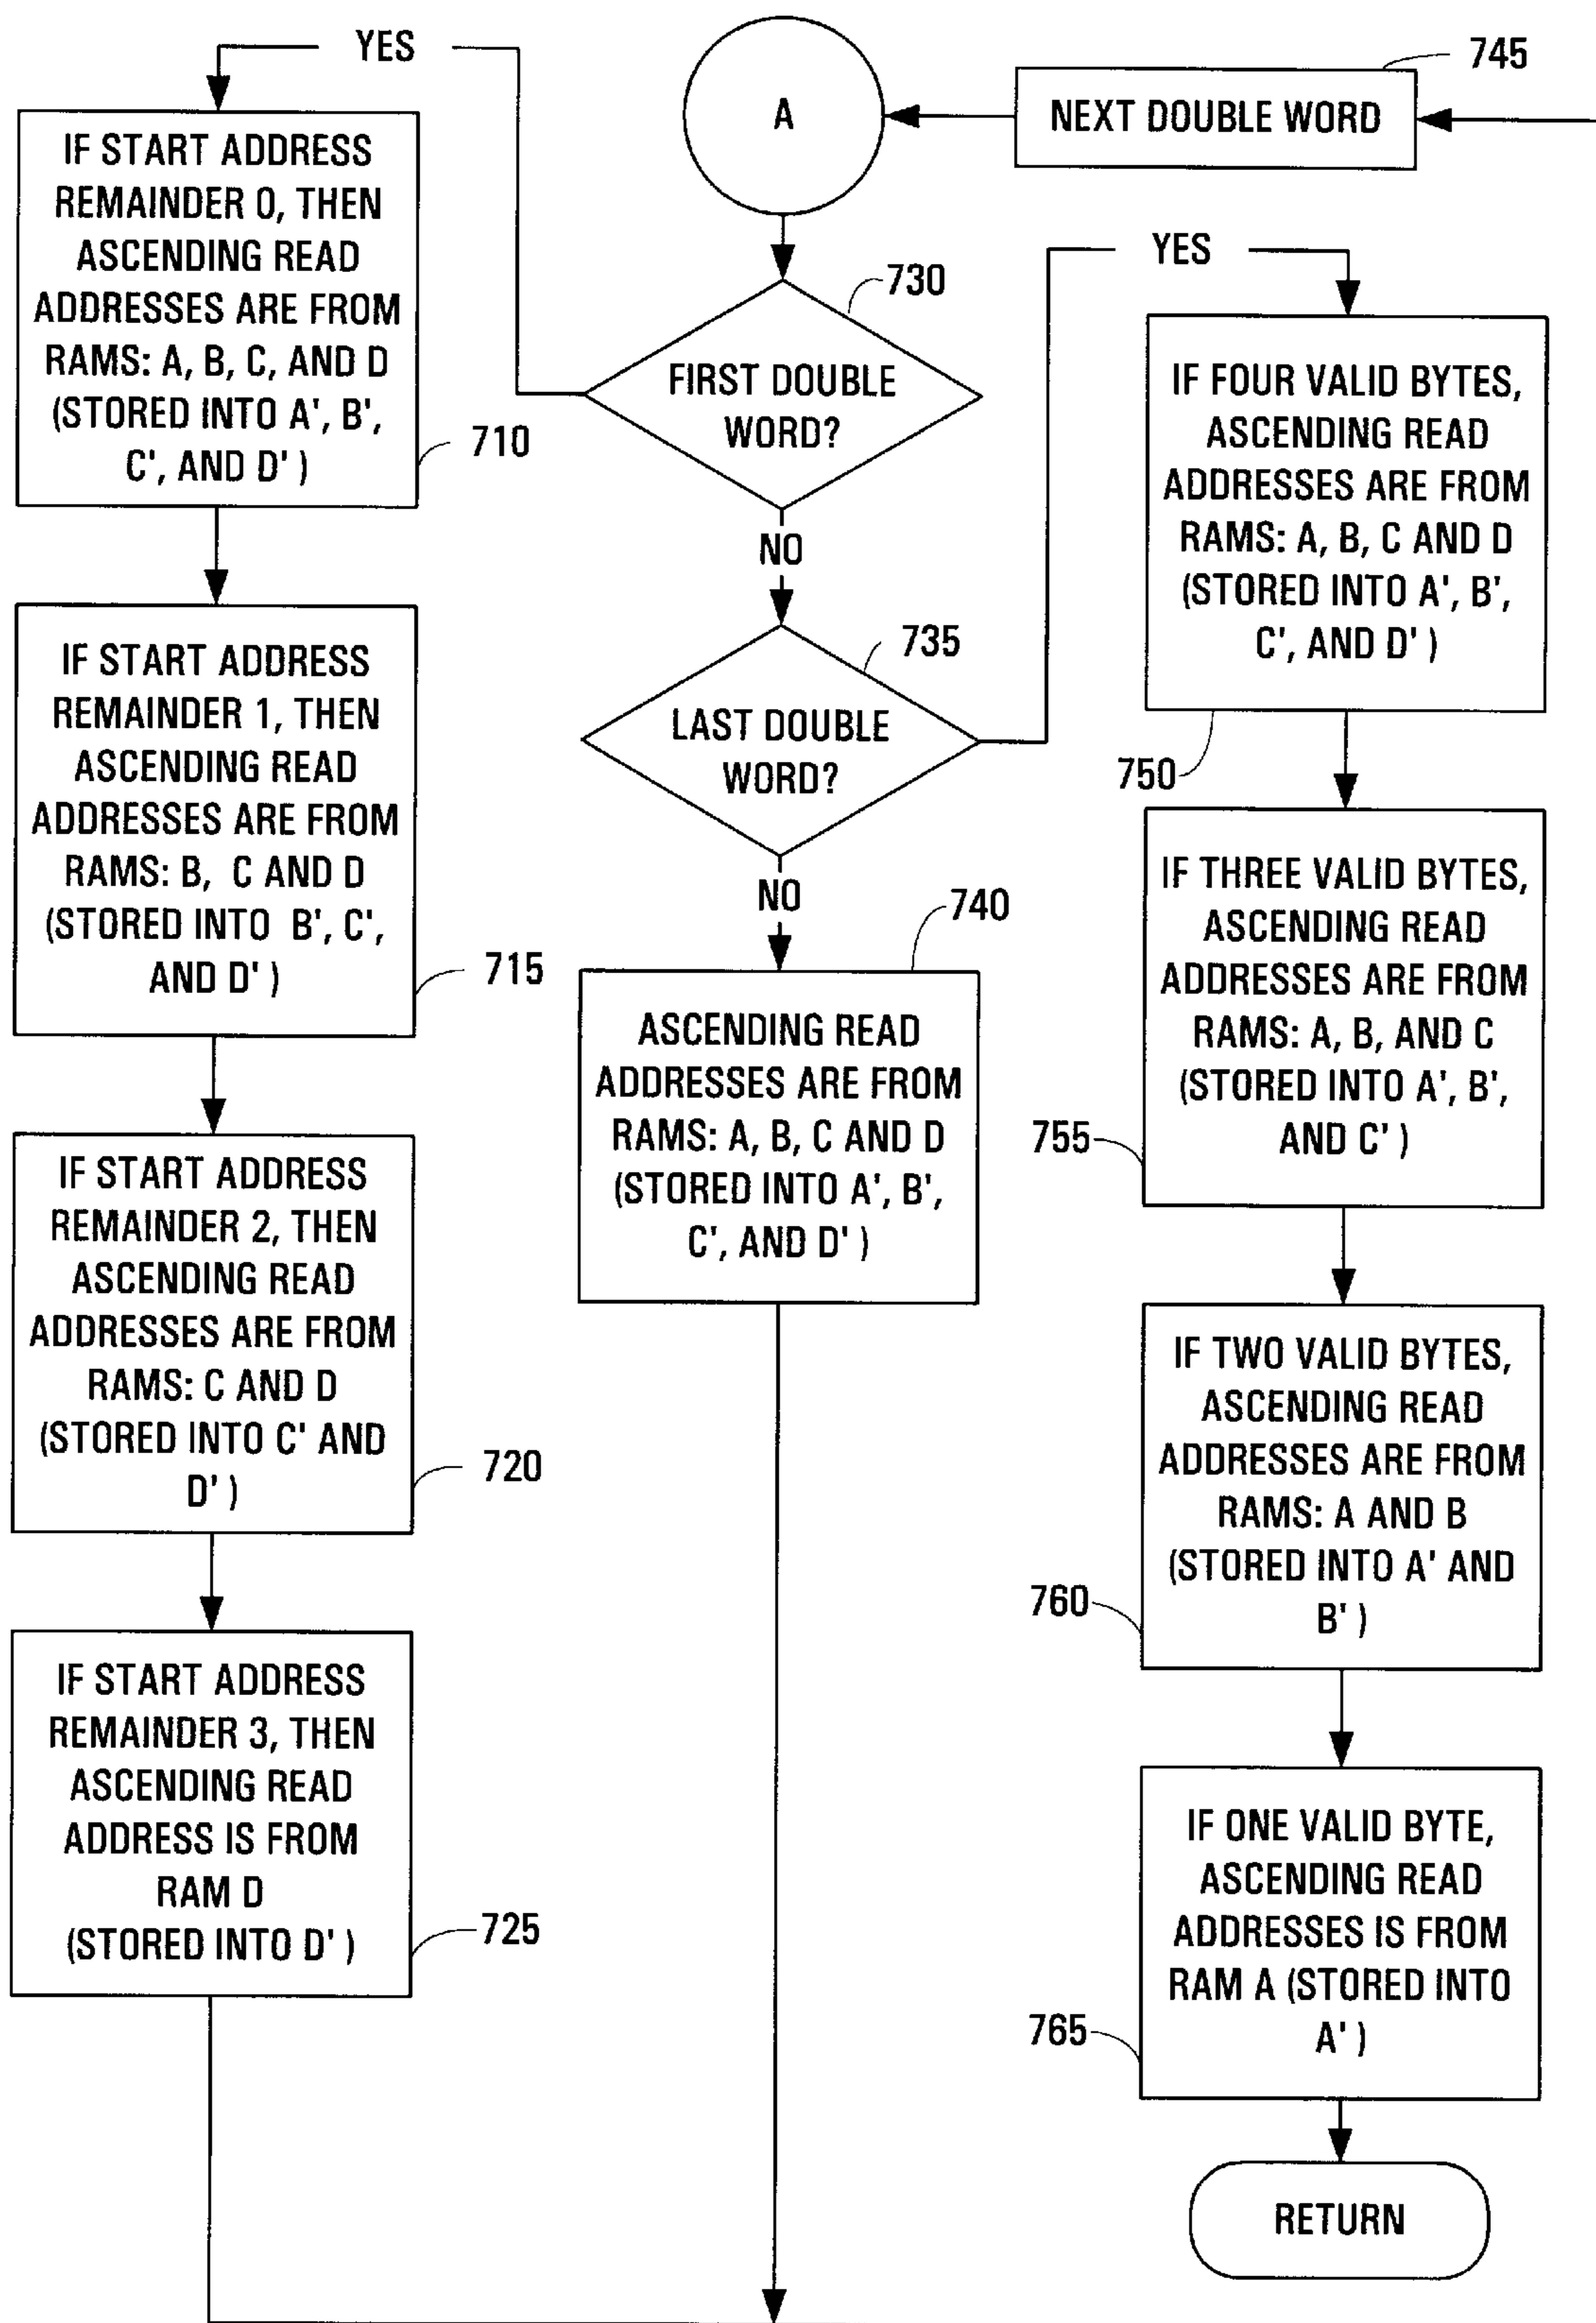 YES
IF START ADDRESS
REMAINDER 0, THEN
ASCENDING READ
ADDRESSES ARE FROM
RAMS: A, B, C, AND D
(STORED INTO A', B',
C', AND D' )
710
IF START ADDRESS
REMAINDER 1, THEN
ASCENDING READ
ADDRESSES ARE FROM
RAMS: B, C AND D
(STORED INTO B', C',
AND D' )
715
IF START ADDRESS
REMAINDER 2, THEN
ASCENDING READ
ADDRESSES ARE FROM
RAMS: C AND D
(STORED INTO C' AND
D' )
720
IF START ADDRESS
REMAINDER 3, THEN
ASCENDING READ
ADDRESS IS FROM
RAM D
(STORED INTO D' )
725
A
745
NEXT DOUBLE WORD
730
FIRST DOUBLE
WORD?
NO
735
LAST DOUBLE
WORD?
NO
740
ASCENDING READ
ADDRESSES ARE FROM
RAMS: A, B, C AND D
(STORED INTO A', B',
C', AND D' )
YES
IF FOUR VALID BYTES,
ASCENDING READ
ADDRESSES ARE FROM
RAMS: A, B, C AND D
(STORED INTO A', B',
C', AND D' )
750
IF THREE VALID BYTES,
ASCENDING READ
ADDRESSES ARE FROM
RAMS: A, B, AND C
(STORED INTO A', B',
AND C' )
755
IF TWO VALID BYTES,
ASCENDING READ
ADDRESSES ARE FROM
RAMS: A AND B
(STORED INTO A' AND
B' )
760
IF ONE VALID BYTE,
ASCENDING READ
ADDRESSES IS FROM
RAM A (STORED INTO
A' )
765
RETURN